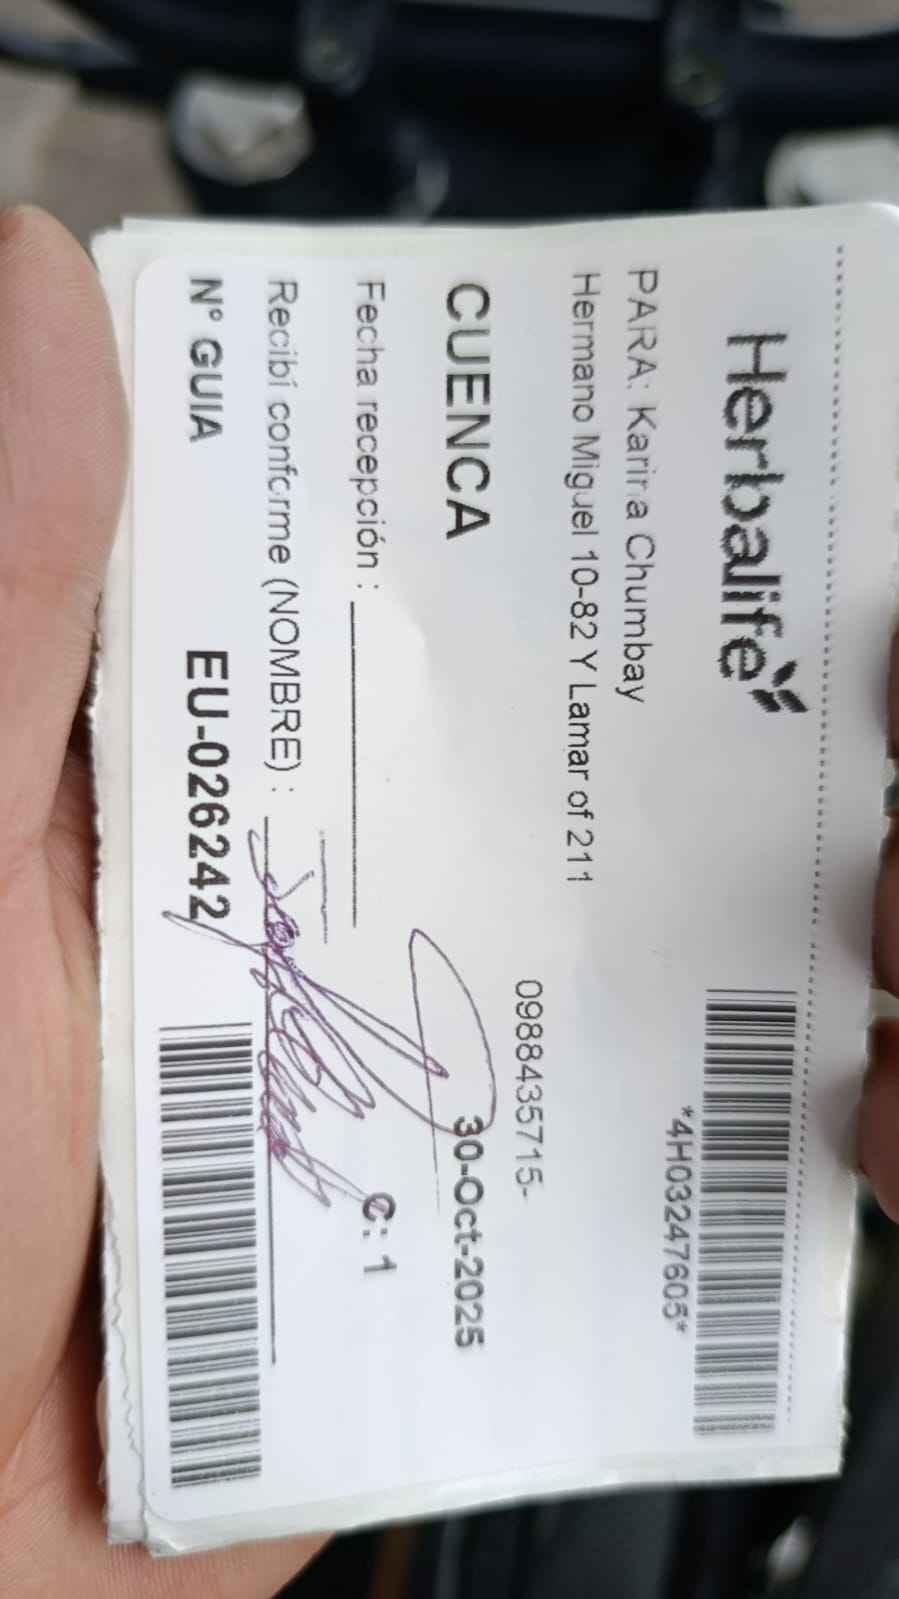 Herbalife
*4H03247605*
PARA: Karina Chumbay
Hermano Miguel 10-82 Y Lamar of 211
0988435715-
CUENCA
30-Oct-2025
Fecha recepción :
C: 1
Recibí conforme (NOMBRE) :
N° GUIA EU-026242